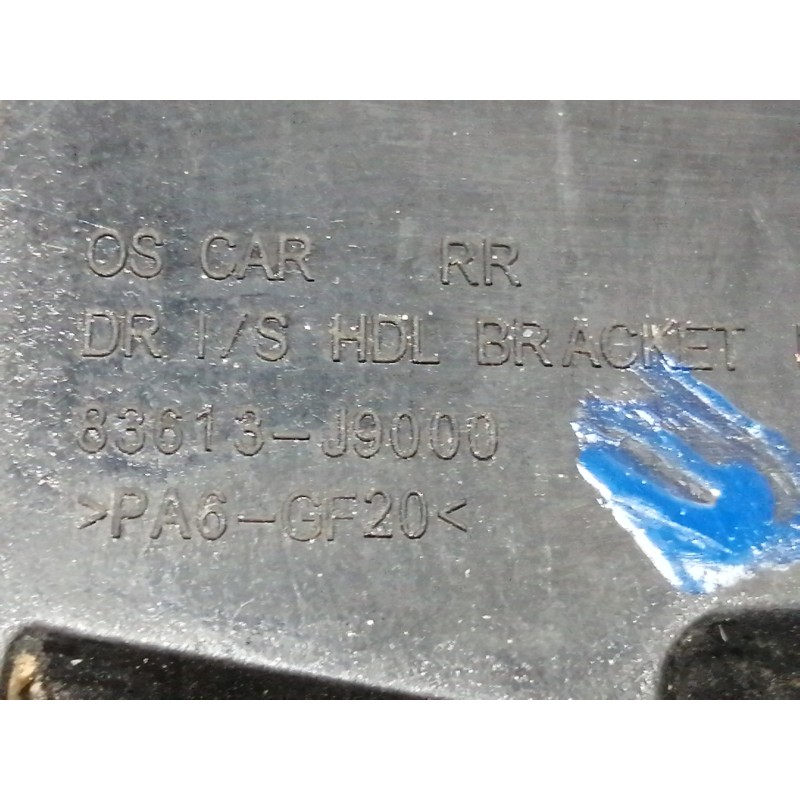 OS CAR RR
DR I/S HDL BRACKET
83613-J9000
>PA6-GF20<